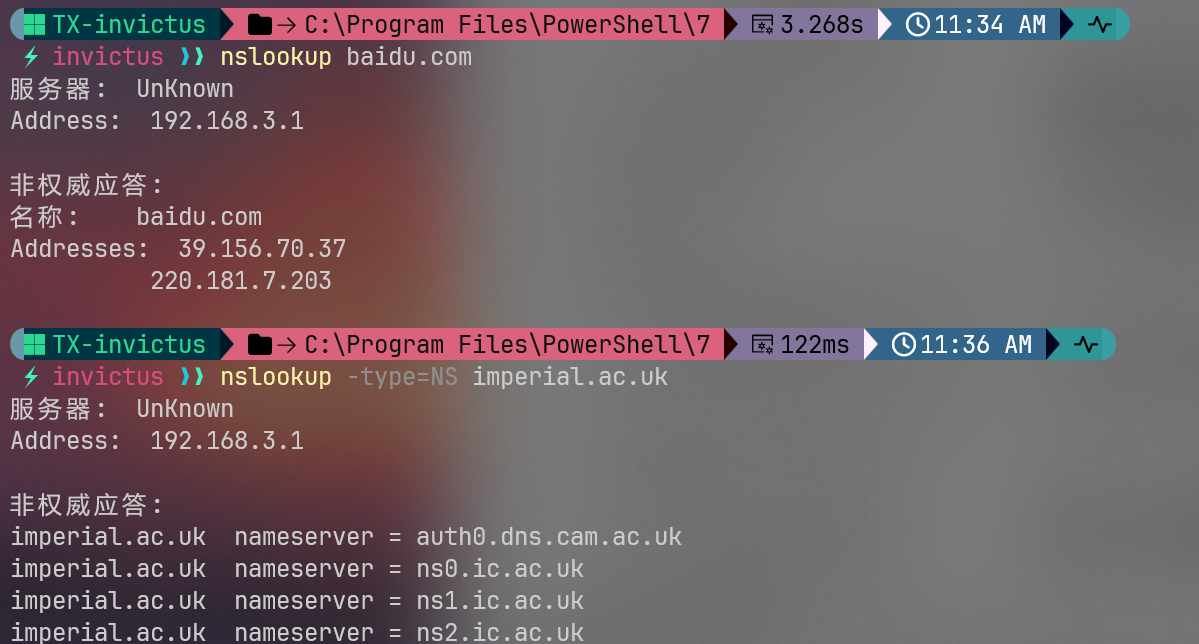 TX-invictus → C:\Program Files\PowerShell\7 3.268s 11:34 AM
invictus ❯❯ nslookup baidu.com
服务器:  UnKnown
Address:  192.168.3.1
非权威应答:
名称:    baidu.com
Addresses:  39.156.70.37
220.181.7.203
TX-invictus → C:\Program Files\PowerShell\7 122ms 11:36 AM
invictus ❯❯ nslookup -type=NS imperial.ac.uk
服务器:  UnKnown
Address:  192.168.3.1
非权威应答:
imperial.ac.uk  nameserver = auth0.dns.cam.ac.uk
imperial.ac.uk  nameserver = ns0.ic.ac.uk
imperial.ac.uk  nameserver = ns1.ic.ac.uk
imperial.ac.uk  nameserver = ns2.ic.ac.uk